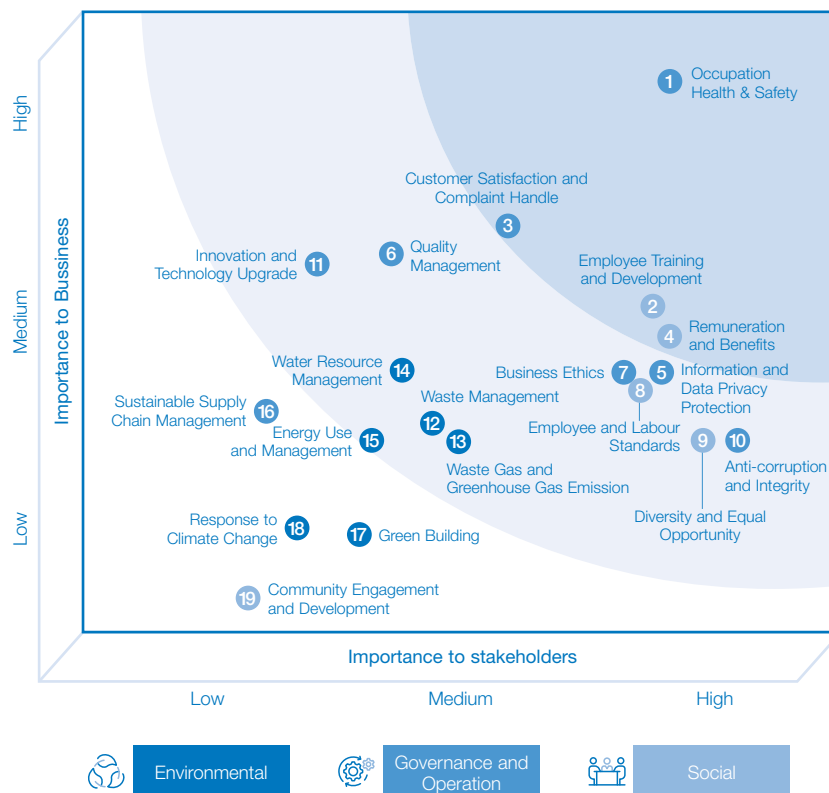 High
Medium
Low
Importance to Bussiness
1
Occupation
Health & Safety
Customer Satisfaction and
Complaint Handle
3
Innovation and
Technology Upgrade
11
6
Quality
Management
Employee Training
and Development
2
4
Remuneration
and Benefits
Water Resource
Management
14
Business Ethics
7
5
Information and
Data Privacy
Protection
8
Employee and Labour
Standards
Sustainable Supply
Chain Management
16
Waste Management
12
Energy Use
and Management
15
13
Waste Gas and
Greenhouse Gas Emission
9
10
Anti-corruption
and Integrity
Diversity and Equal
Opportunity
Response to
Climate Change
18
17
Green Building
19
Community Engagement
and Development
Importance to stakeholders
Low
Medium
High
Environmental
Governance and
Operation
Social